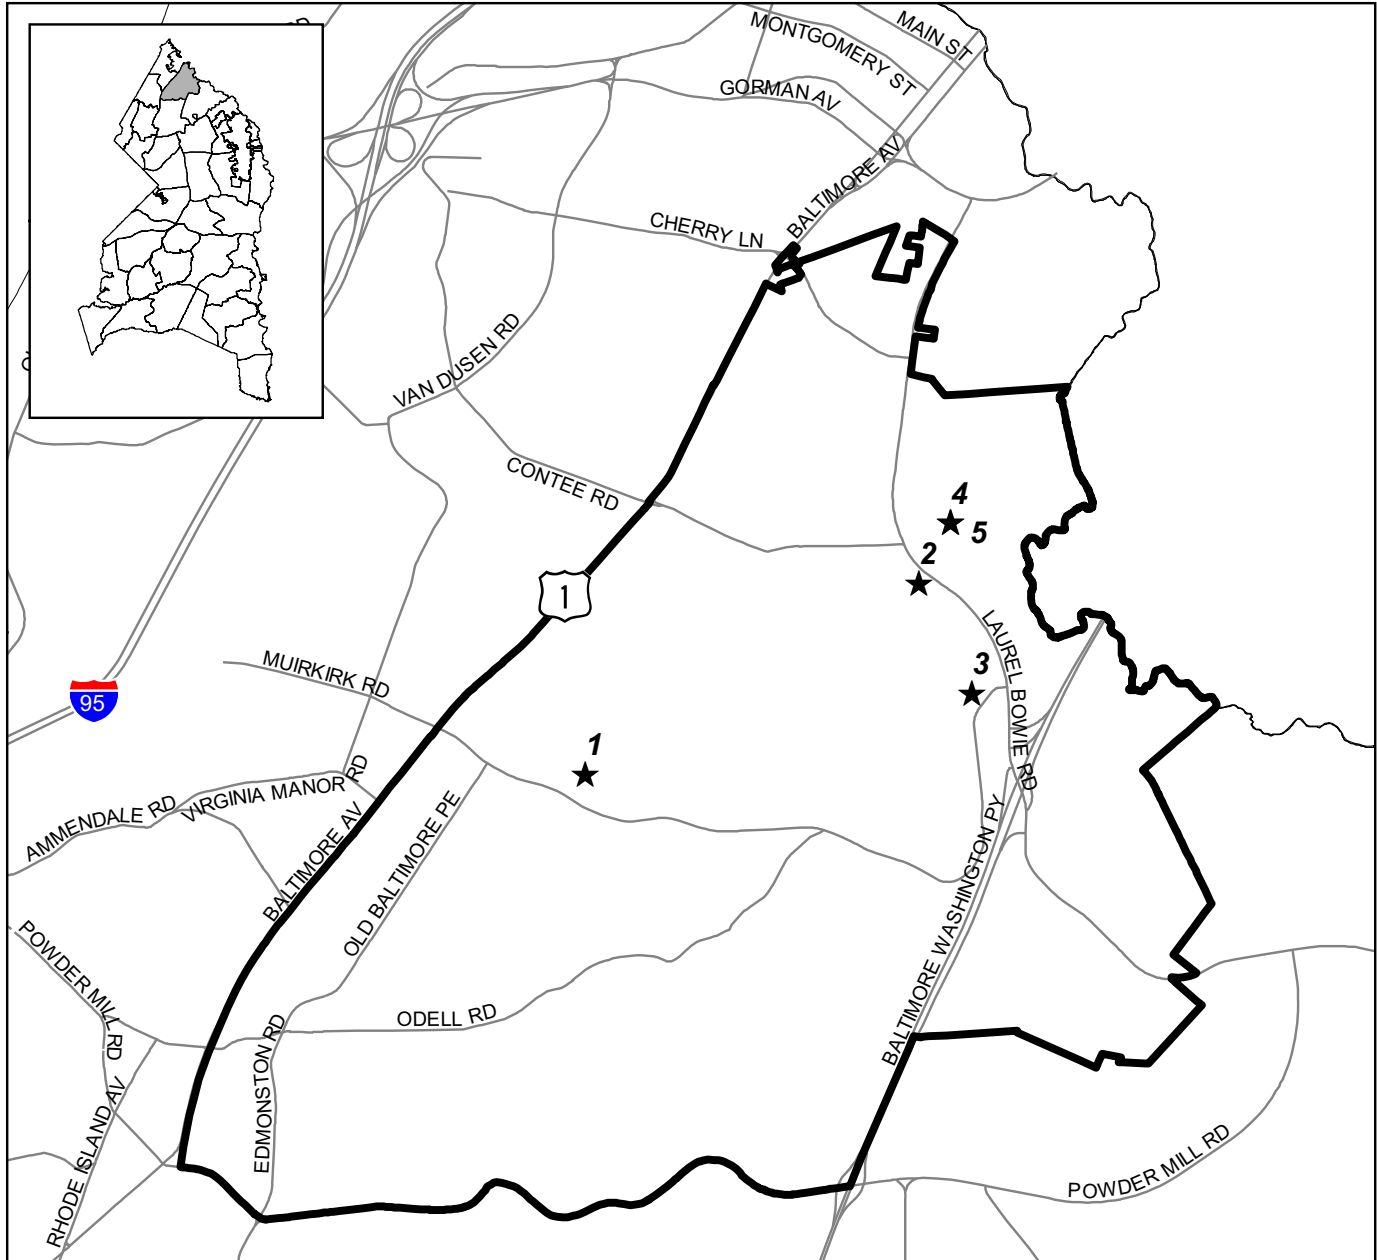 MAIN ST
MONTGOMERY ST
GORMAN AV
BALTIMORE AV
CHERRY LN
VAN DUSEN RD
CONTEE RD
4
5
2
1
LAUREL BOWIE RD
MUIRKIRK RD
3
95
1
VIRGINIA MANOR RD
AMMENDALE RD
BALTIMORE AV
OLD BALTIMORE PE
BALTIMORE WASHINGTON PY
POWDER MILL RD
ODELL RD
EDMONSTON RD
RHODE ISLAND AV
POWDER MILL RD